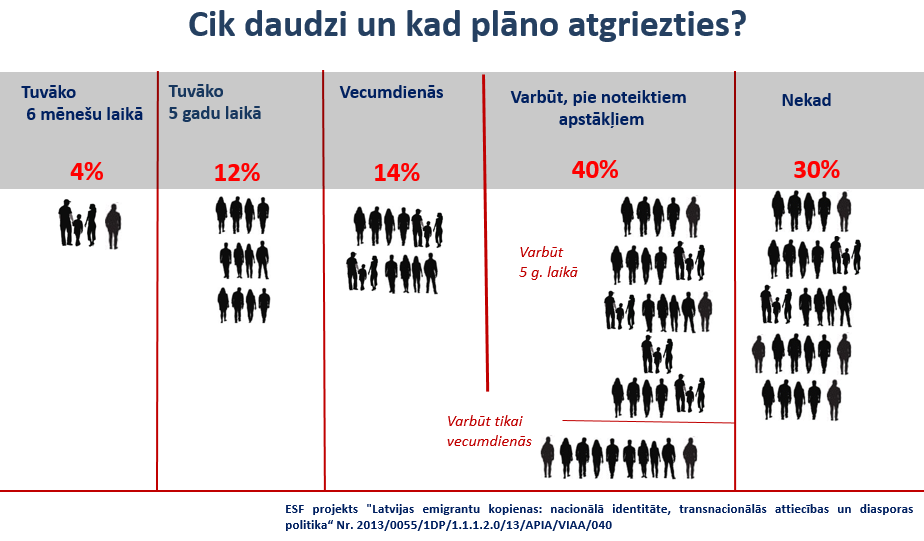 Cik daudzi un kad plāno atgriezties?
Tuvāko
6 mēnešu laikā
4%
Tuvāko
5 gadu laikā
12%
Vecumdienās
14%
Varbūt, pie noteiktiem
apstākļiem
40%
Nekad
30%
Varbūt
5 g. laikā
Varbūt tikai
vecumdienās
ESF projekts "Latvijas emigrantu kopienas: nacionālā identitāte, transnacionālās attiecības un diasporas
politika“ Nr. 2013/0055/1DP/1.1.1.2.0/13/APIA/VIAA/040